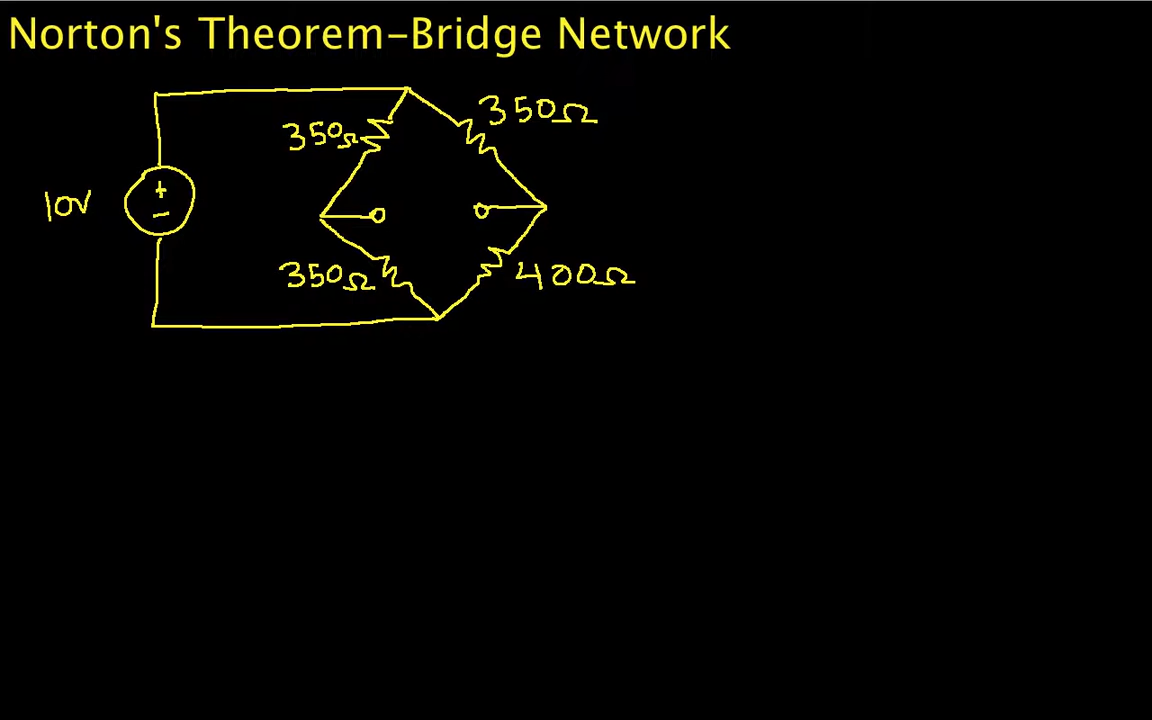 Norton's Theorem-Bridge Network
350Ω
350Ω
10V
+
-
350Ω
400Ω